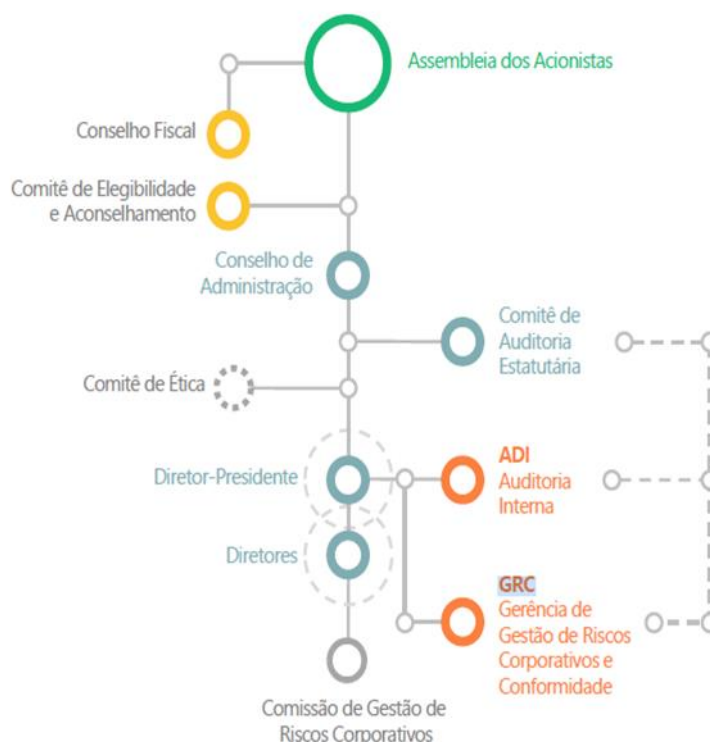 Assembleia dos Acionistas
Conselho Fiscal
Comitê de Elegibilidade
e Aconselhamento
Conselho de
Administração
Comitê de
Auditoria
Estatutária
Comitê de Ética
Diretor-Presidente
ADI
Auditoria
Interna
Diretores
GRC
Gerência de
Gestão de Riscos
Corporativos e
Conformidade
Comissão de Gestão de
Riscos Corporativos